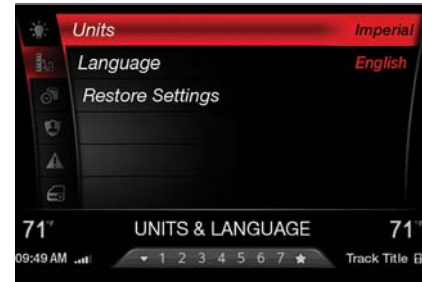 Units Imperial
Language English
Restore Settings
71° UNITS & LANGUAGE 71°
09:49 AM 1 2 3 4 5 6 7 Track Title